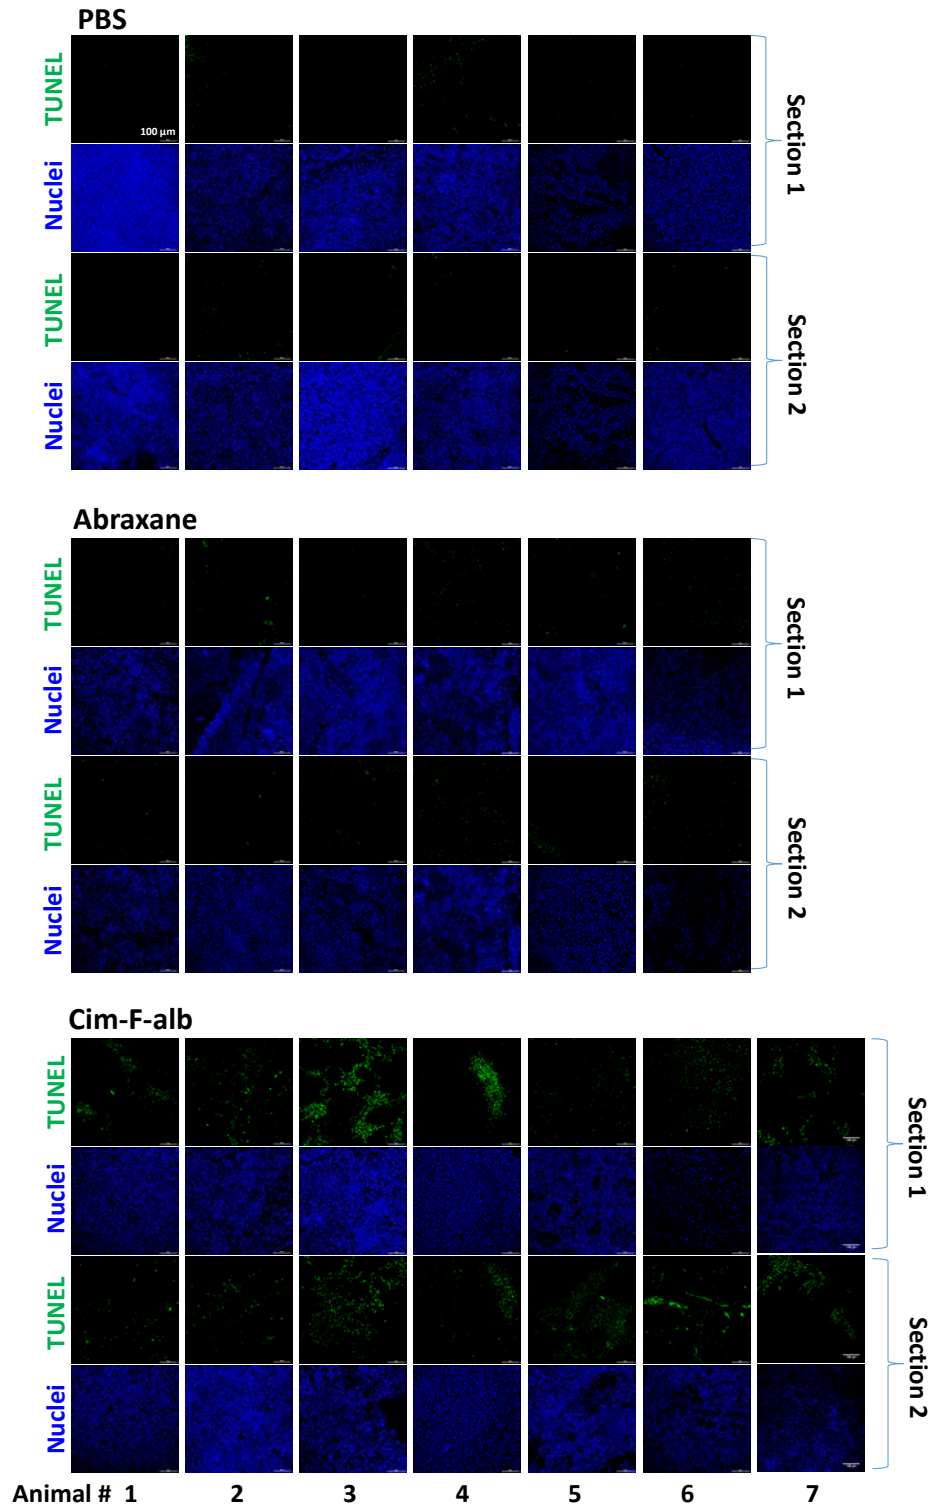 PBS
TUNEL
100 µm
Nuclei
Section 1
TUNEL
Nuclei
Section 2
Abraxane
TUNEL
Nuclei
Section 1
TUNEL
Nuclei
Section 2
Cim-F-alb
TUNEL
Nuclei
Section 1
TUNEL
Nuclei
Section 2
Animal # 1 2 3 4 5 6 7